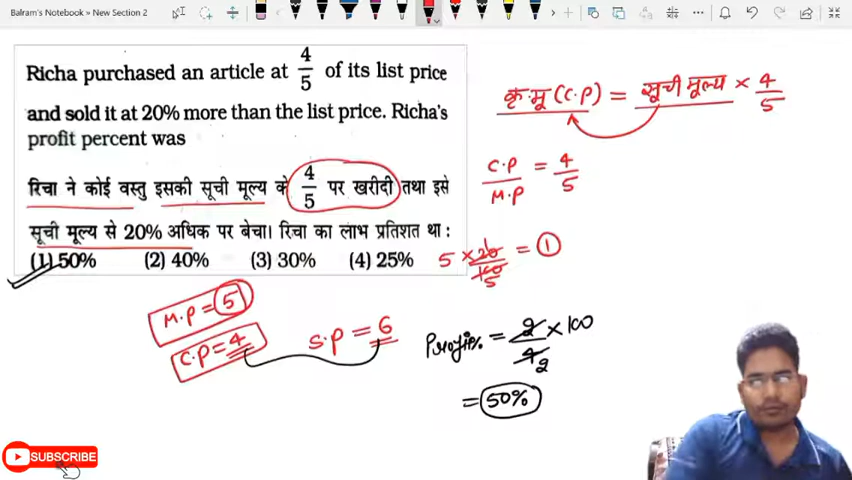 Balram's Notebook » New Section 2
Richa purchased an article at 4/5 of its list price
and sold it at 20% more than the list price. Richa's
profit percent was
रिचा ने कोई वस्तु इसकी सूची मूल्य के 4/5 पर खरीदी तथा इसे
सूची मूल्य से 20% अधिक पर बेचा। रिचा का लाभ प्रतिशत था:
(1) 50% (2) 40% (3) 30% (4) 25%
कृ.मू (C.P) = सूची मूल्य × 4/5
C.P/M.P = 4/5
5 × 20/100 = 1
5
M.P = 5
C.P = 4
S.P = 6
Profit% = 2/4 × 100
2
= 50%
SUBSCRIBE